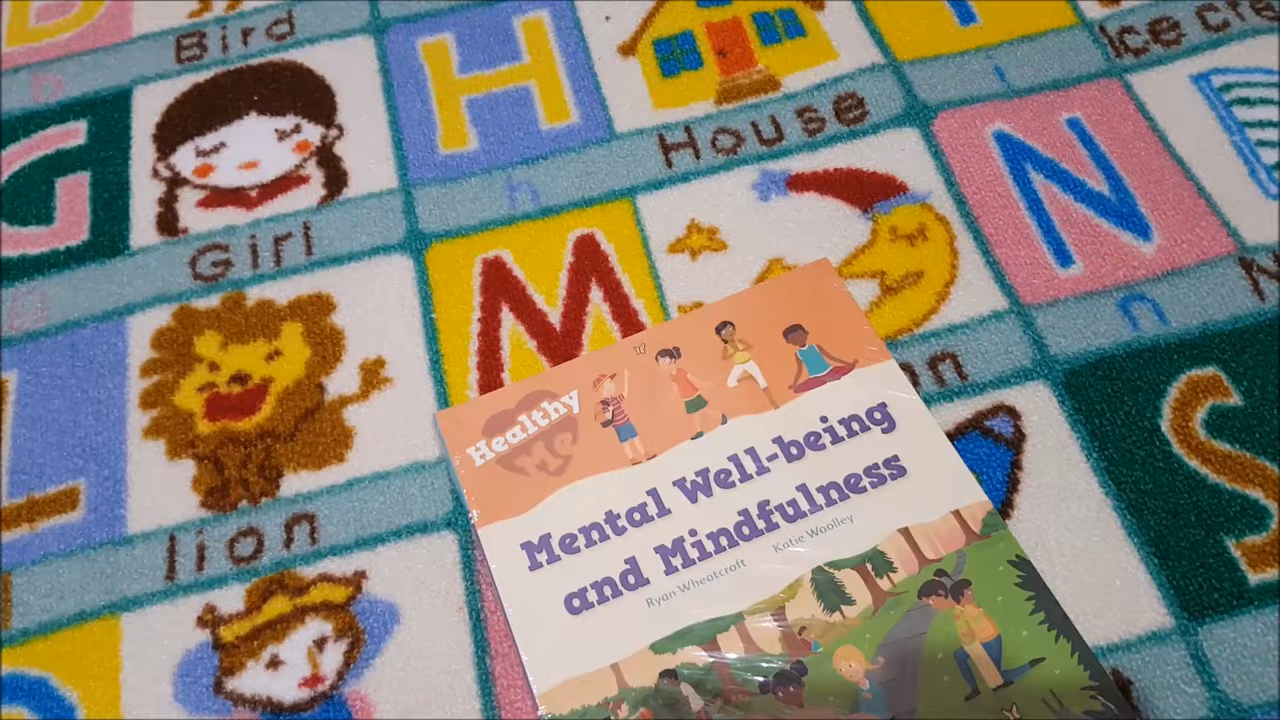 Bird
H
House
h
Ice cre
G
Girl
M
N
n
L
lion
S
Healthy
Me
Mental Well-being
and Mindfulness
Ryan Wheatcroft
Katie Woolley